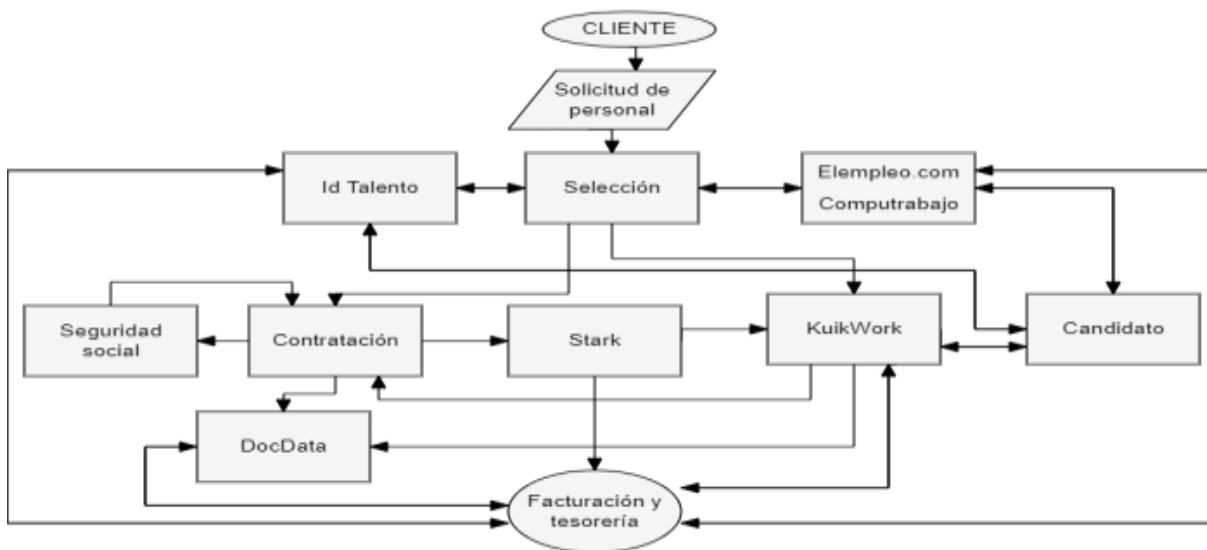 CLIENTE
Solicitud de
personal
Id Talento
Selección
Elempleo.com
Computrabajo
Seguridad
social
Contratación
Stark
KuikWork
Candidato
DocData
Facturación y
tesorería